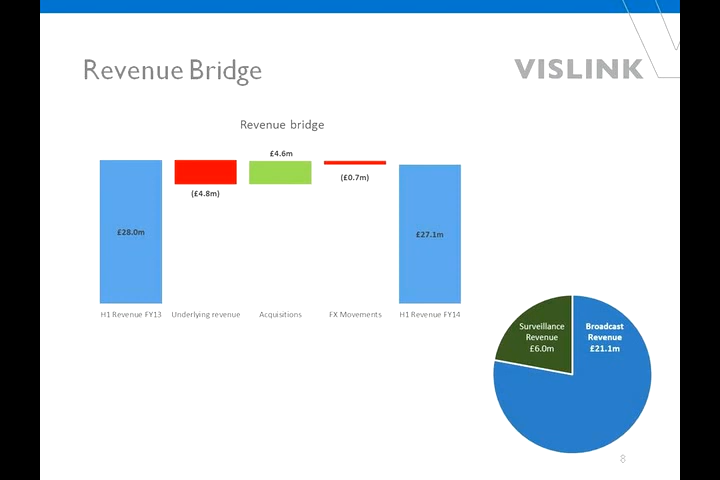 Revenue Bridge
VISLINK
Revenue bridge
£4.6m
(£0.7m)
(£4.8m)
£28.0m
£27.1m
H1 Revenue FY13
Underlying revenue
Acquisitions
FX Movements
H1 Revenue FY14
Surveillance
Revenue
£6.0m
Broadcast
Revenue
£21.1m
8